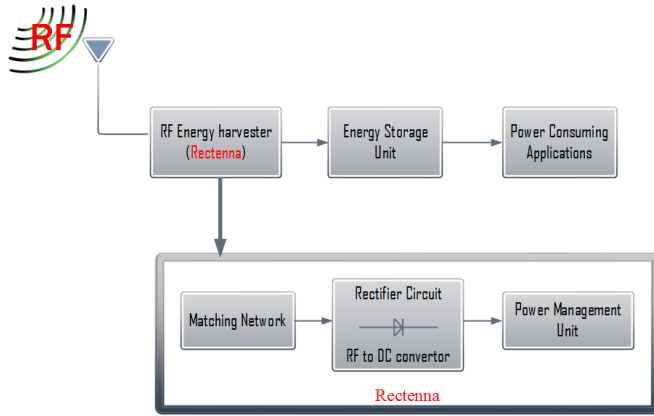 RF
RF Energy harvester
(Rectenna)
Energy Storage
Unit
Power Consuming
Applications
Matching Network
Rectifier Circuit
RF to DC convertor
Power Management
Unit
Rectenna